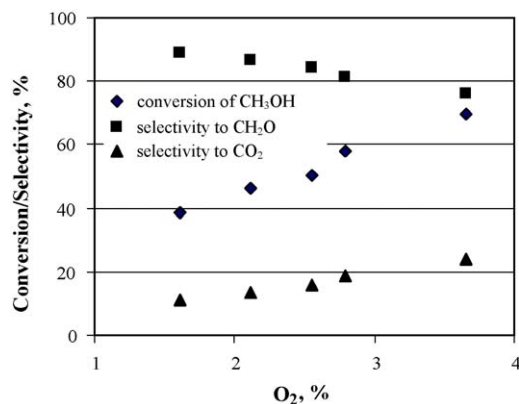 100
80
60
40
20
0
Conversion/Selectivity, %
conversion of CH₃OH
selectivity to CH₂O
selectivity to CO₂
1 2 3 4
O₂, %